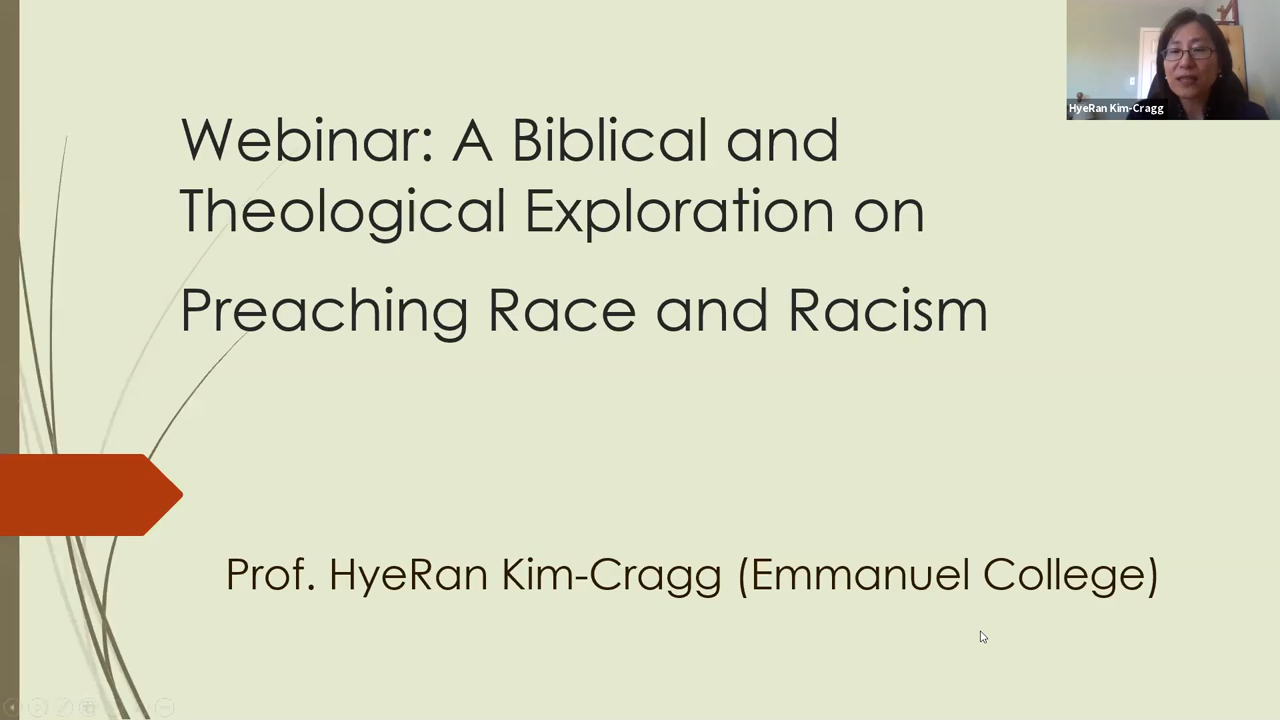 HyeRan Kim-Cragg
Webinar: A Biblical and
Theological Exploration on
Preaching Race and Racism
Prof. HyeRan Kim-Cragg (Emmanuel College)